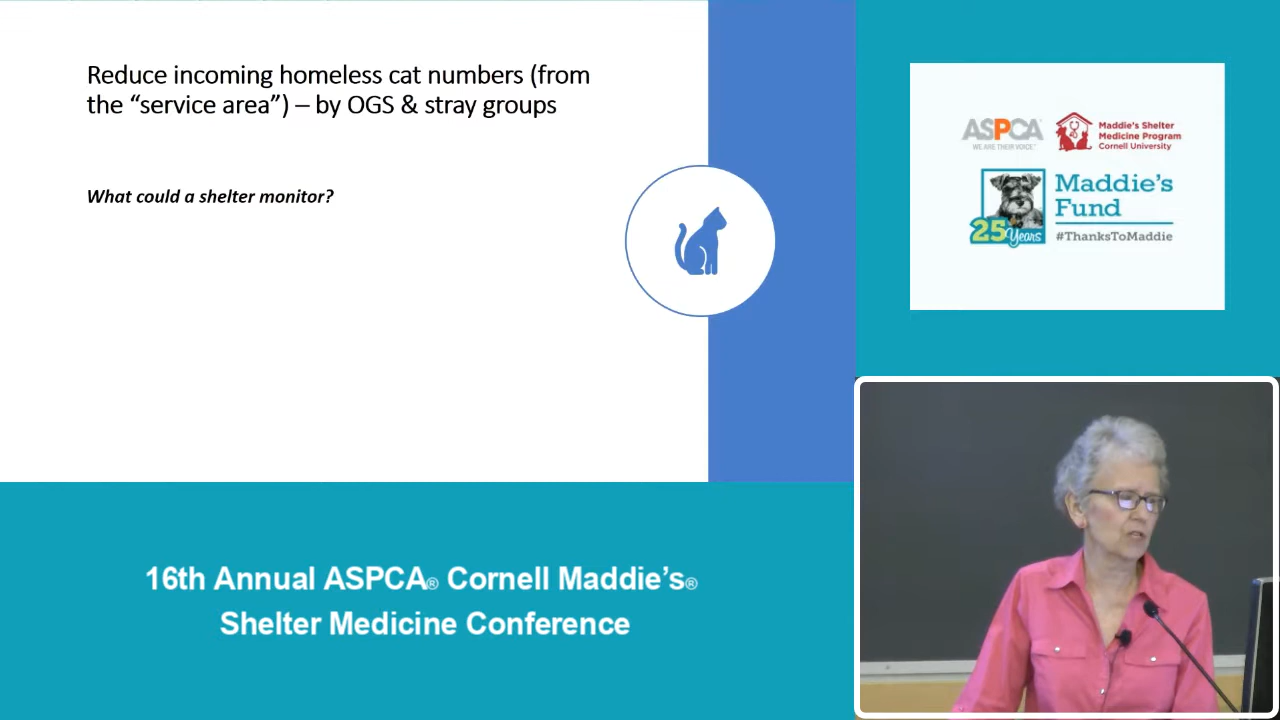 Reduce incoming homeless cat numbers (from
the “service area”) – by OGS & stray groups
What could a shelter monitor?
ASPCA
WE ARE THEIR VOICE
Maddie's Shelter
Medicine Program
Cornell University
Maddie's
Fund
25 Years
#ThanksToMaddie
16th Annual ASPCA® Cornell Maddie’s®
Shelter Medicine Conference